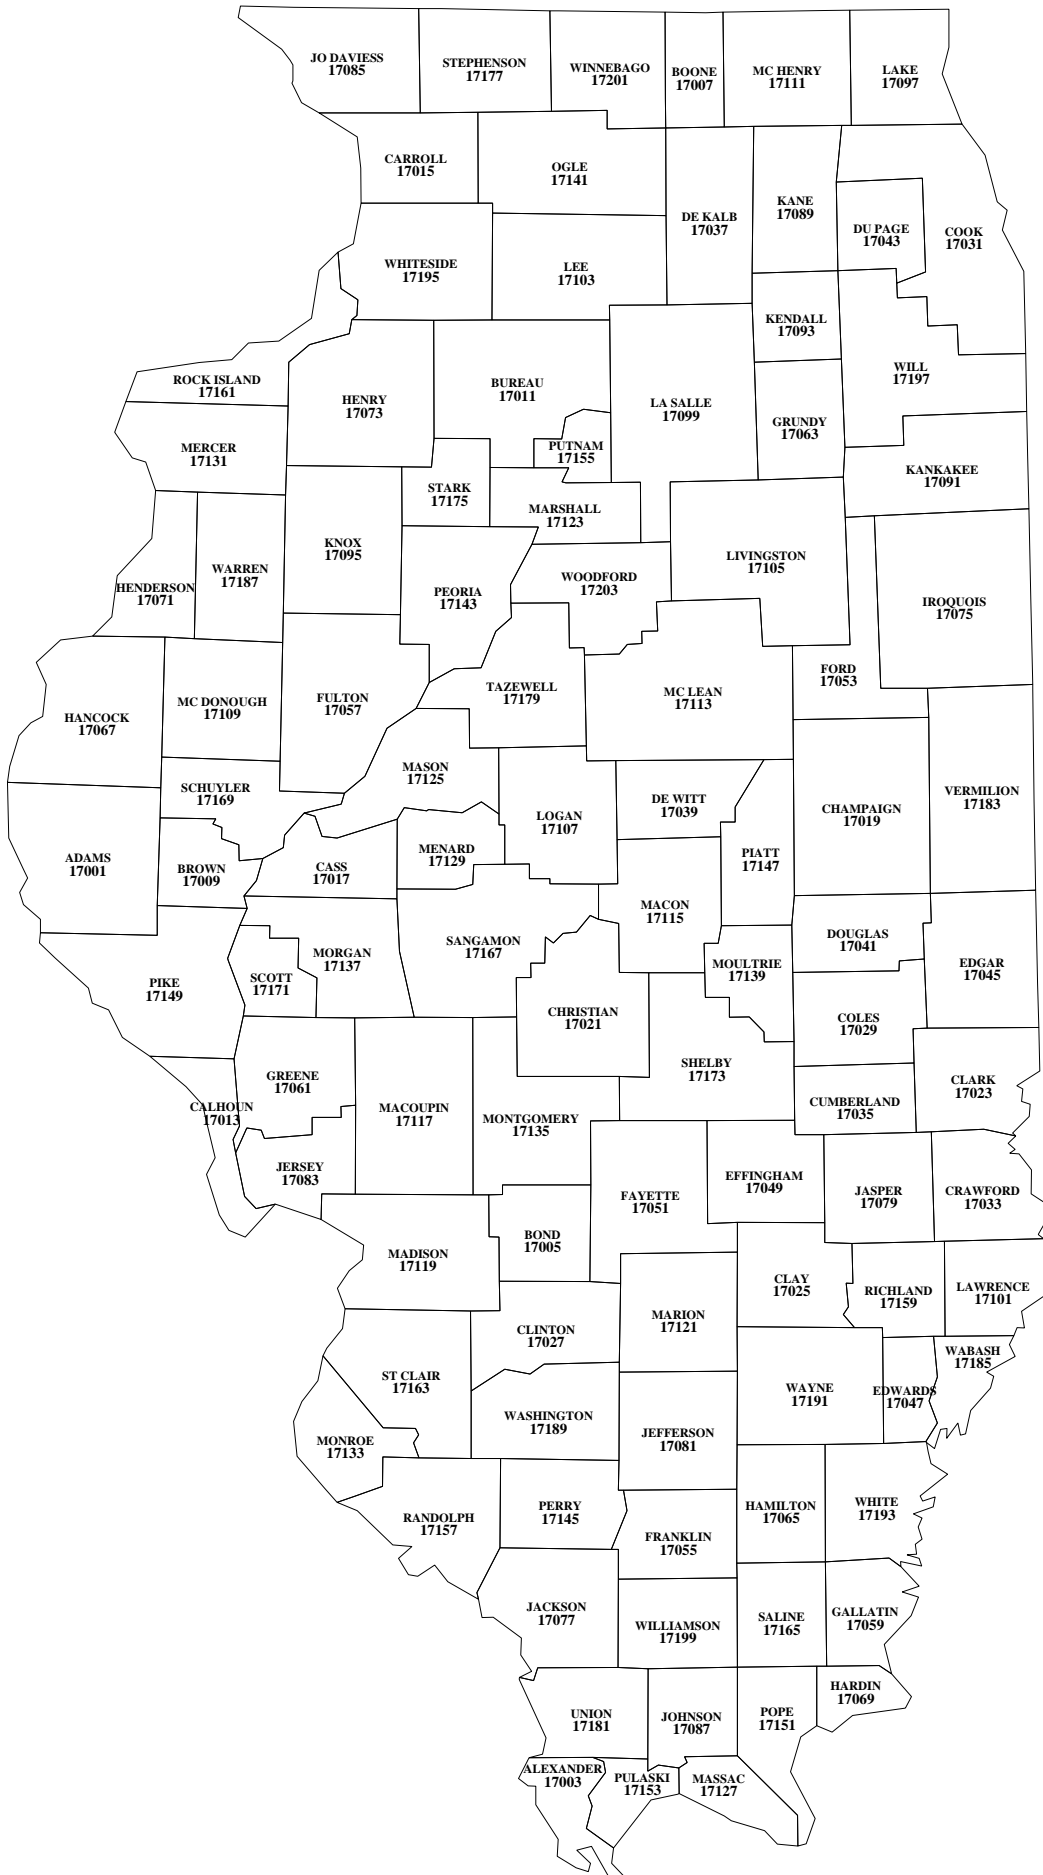 JO DAVIESS
17085
STEPHENSON
17177
WINNEBAGO
17201
BOONE
17007
MC HENRY
17111
LAKE
17097
CARROLL
17015
OGLE
17141
DE KALB
17037
KANE
17089
DU PAGE
17043
COOK
17031
WHITESIDE
17195
LEE
17103
KENDALL
17093
WILL
17197
ROCK ISLAND
17161
HENRY
17073
BUREAU
17011
LA SALLE
17099
GRUNDY
17063
MERCER
17131
PUTNAM
17155
KANKAKEE
17091
STARK
17175
MARSHALL
17123
KNOX
17095
LIVINGSTON
17105
HENDERSON
17071
WARREN
17187
PEORIA
17143
WOODFORD
17203
IROQUOIS
17075
FORD
17053
HANCOCK
17067
MC DONOUGH
17109
FULTON
17057
TAZEWELL
17179
MC LEAN
17113
MASON
17125
SCHUYLER
17169
DE WITT
17039
LOGAN
17107
CHAMPAIGN
17019
VERMILION
17183
ADAMS
17001
BROWN
17009
CASS
17017
MENARD
17129
PIATT
17147
MACON
17115
SANGAMON
17167
MORGAN
17137
DOUGLAS
17041
PIKE
17149
SCOTT
17171
MOULTRIE
17139
EDGAR
17045
CHRISTIAN
17021
COLES
17029
SHELBY
17173
GREENE
17061
CALHOUN
17013
MACOUPIN
17117
MONTGOMERY
17135
CUMBERLAND
17035
CLARK
17023
JERSEY
17083
FAYETTE
17051
EFFINGHAM
17049
JASPER
17079
CRAWFORD
17033
MADISON
17119
BOND
17005
CLAY
17025
RICHLAND
17159
LAWRENCE
17101
MARION
17121
CLINTON
17027
ST CLAIR
17163
WABASH
17185
WAYNE
17191
EDWARDS
17047
WASHINGTON
17189
JEFFERSON
17081
MONROE
17133
RANDOLPH
17157
PERRY
17145
HAMILTON
17065
WHITE
17193
FRANKLIN
17055
JACKSON
17077
WILLIAMSON
17199
SALINE
17165
GALLATIN
17059
HARDIN
17069
UNION
17181
JOHNSON
17087
POPE
17151
ALEXANDER
17003
PULASKI
17153
MASSAC
17127